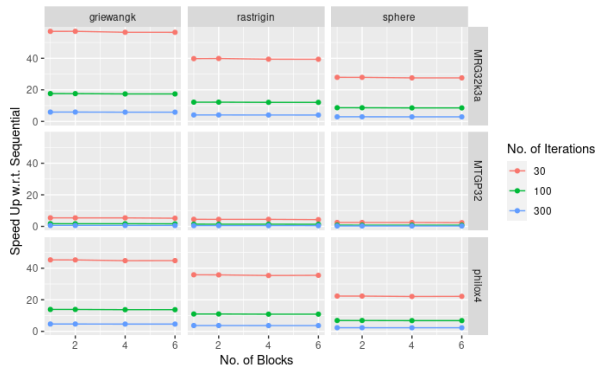 griewangk rastrigin sphere
40
20
0
MRG32k3a
40
20
0
MTGP32
40
20
0
philox4
2 4 6 2 4 6 2 4 6
No. of Blocks
Speed Up w.r.t. Sequential
No. of Iterations
30
100
300